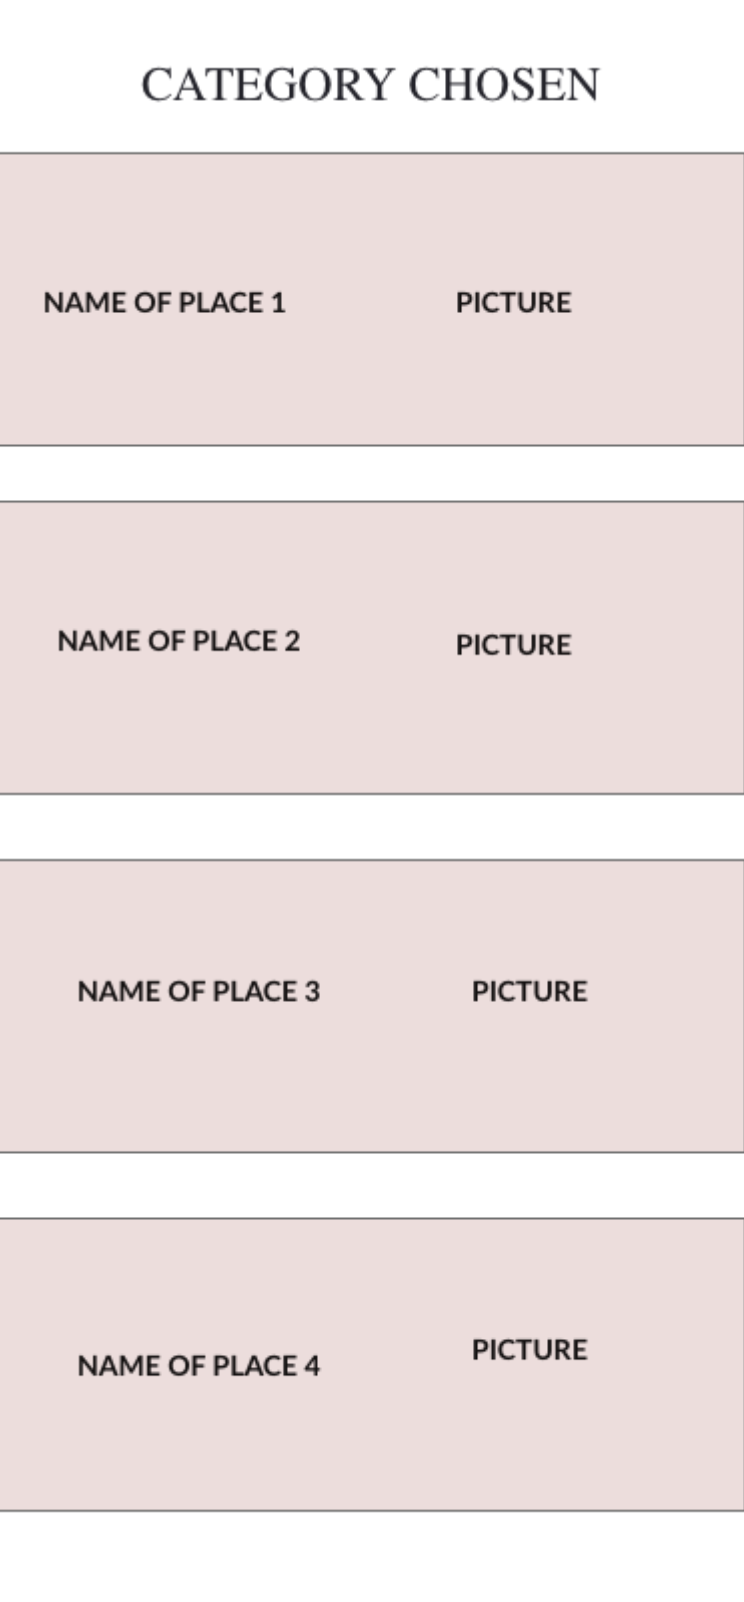 CATEGORY CHOSEN
NAME OF PLACE 1 PICTURE
NAME OF PLACE 2 PICTURE
NAME OF PLACE 3 PICTURE
NAME OF PLACE 4 PICTURE